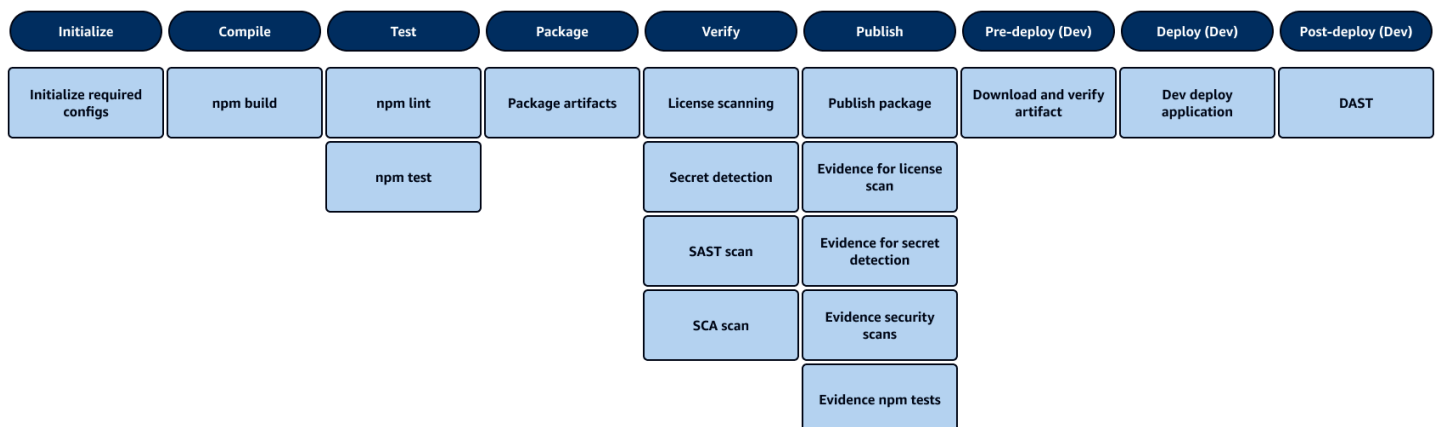 Initialize
Compile
Test
Package
Verify
Publish
Pre-deploy (Dev)
Deploy (Dev)
Post-deploy (Dev)
Initialize required
configs
npm build
npm lint
Package artifacts
License scanning
Publish package
Download and verify
artifact
Dev deploy
application
DAST
npm test
Secret detection
Evidence for license
scan
SAST scan
Evidence for secret
detection
SCA scan
Evidence security
scans
Evidence npm tests